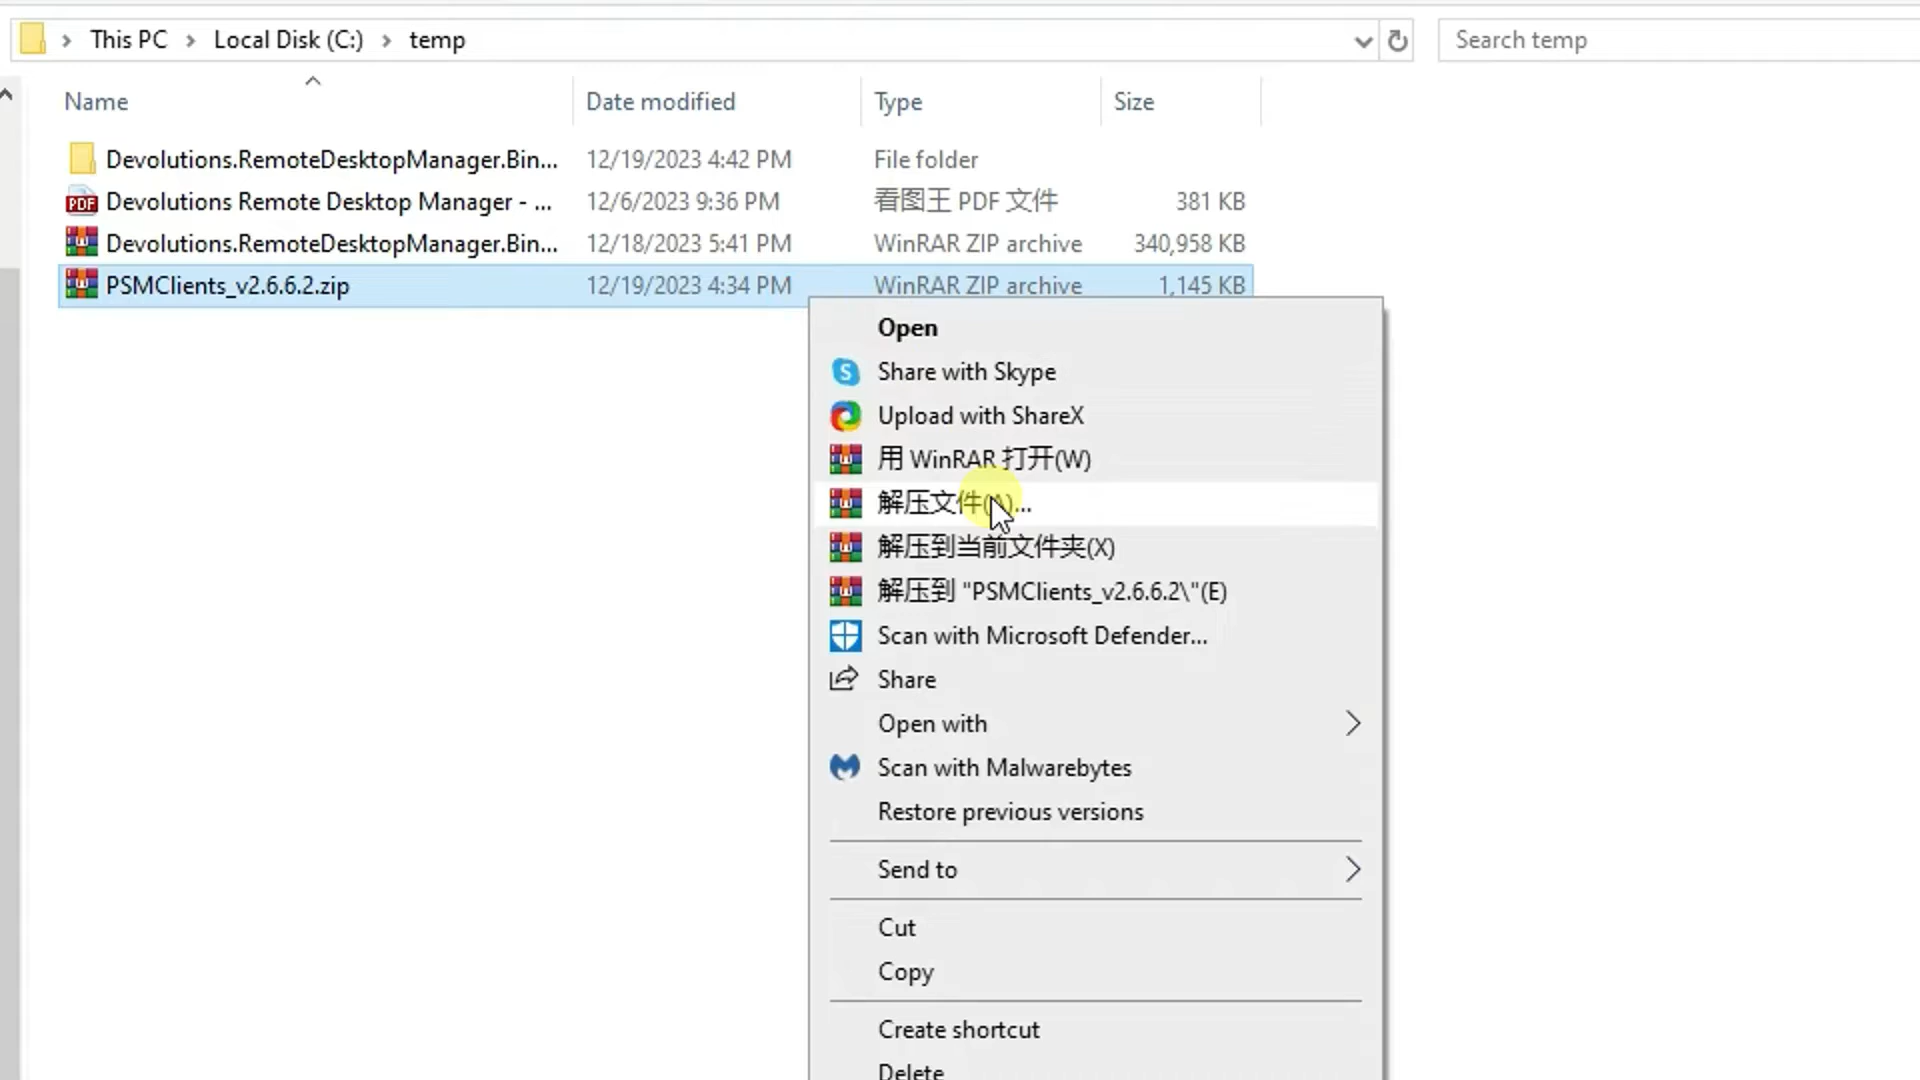 This PC > Local Disk (C:) > temp
Search temp
Name Date modified Type Size
Devolutions.RemoteDesktopManager.Bin... 12/19/2023 4:42 PM File folder
PDF Devolutions Remote Desktop Manager - ... 12/6/2023 9:36 PM 看图王 PDF 文件 381 KB
Devolutions.RemoteDesktopManager.Bin... 12/18/2023 5:41 PM WinRAR ZIP archive 340,958 KB
PSMClients_v2.6.6.2.zip 12/19/2023 4:34 PM WinRAR ZIP archive 1,145 KB
Open
Share with Skype
Upload with ShareX
用 WinRAR 打开(W)
解压文件(A)...
解压到当前文件夹(X)
解压到 "PSMClients_v2.6.6.2\"(E)
Scan with Microsoft Defender...
Share
Open with
Scan with Malwarebytes
Restore previous versions
Send to
Cut
Copy
Create shortcut
Delete